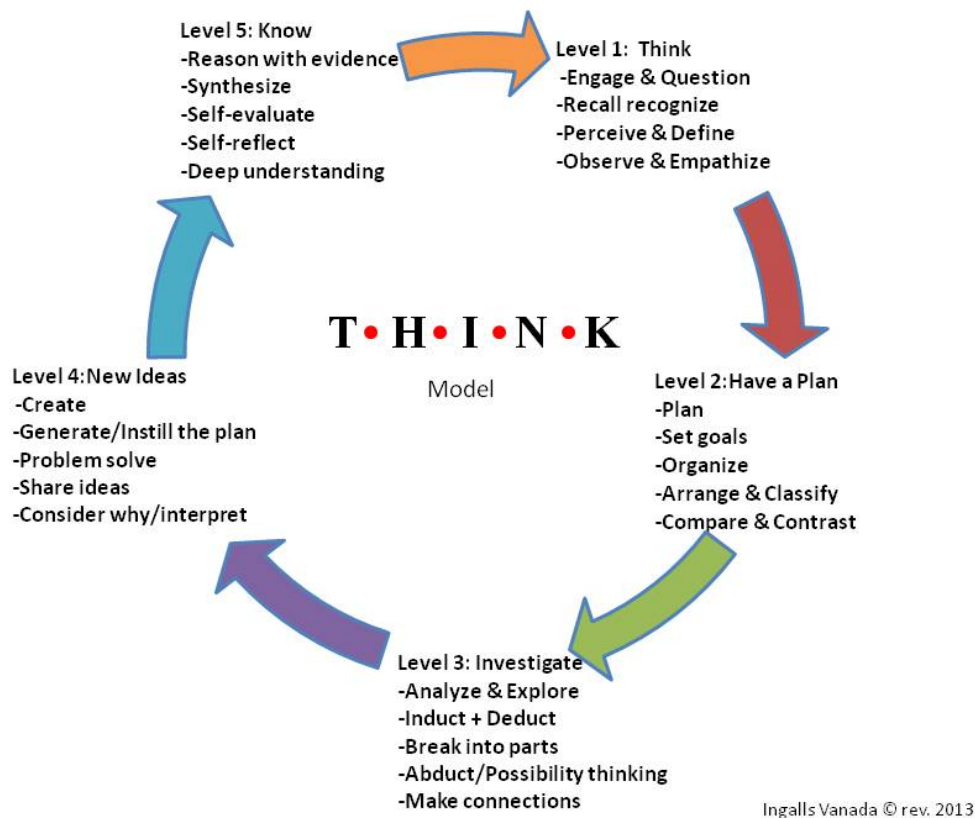 Level 5: Know
-Reason with evidence
-Synthesize
-Self-evaluate
-Self-reflect
-Deep understanding
Level 1: Think
-Engage & Question
-Recall recognize
-Perceive & Define
-Observe & Empathize
T•H•I•N•K
Model
Level 4:New Ideas
-Create
-Generate/Instill the plan
-Problem solve
-Share ideas
-Consider why/interpret
Level 2:Have a Plan
-Plan
-Set goals
-Organize
-Arrange & Classify
-Compare & Contrast
Level 3: Investigate
-Analyze & Explore
-Induct + Deduct
-Break into parts
-Abduct/Possibility thinking
-Make connections
Ingalls Vanada © rev. 2013